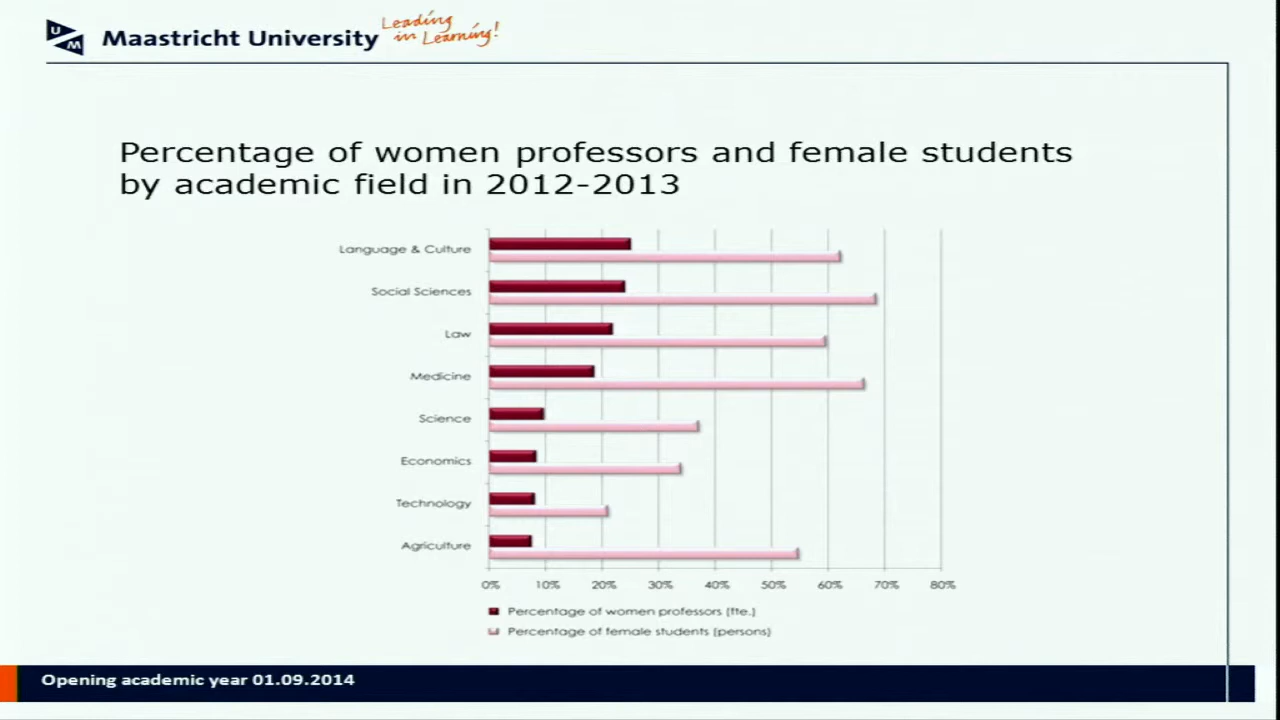 UM
Maastricht University
Leading
in Learning!
Percentage of women professors and female students
by academic field in 2012-2013
Language & Culture
Social Sciences
Law
Medicine
Science
Economics
Technology
Agriculture
0% 10% 20% 30% 40% 50% 60% 70% 80%
Percentage of women professors (fte.)
Percentage of female students (persons)
Opening academic year 01.09.2014